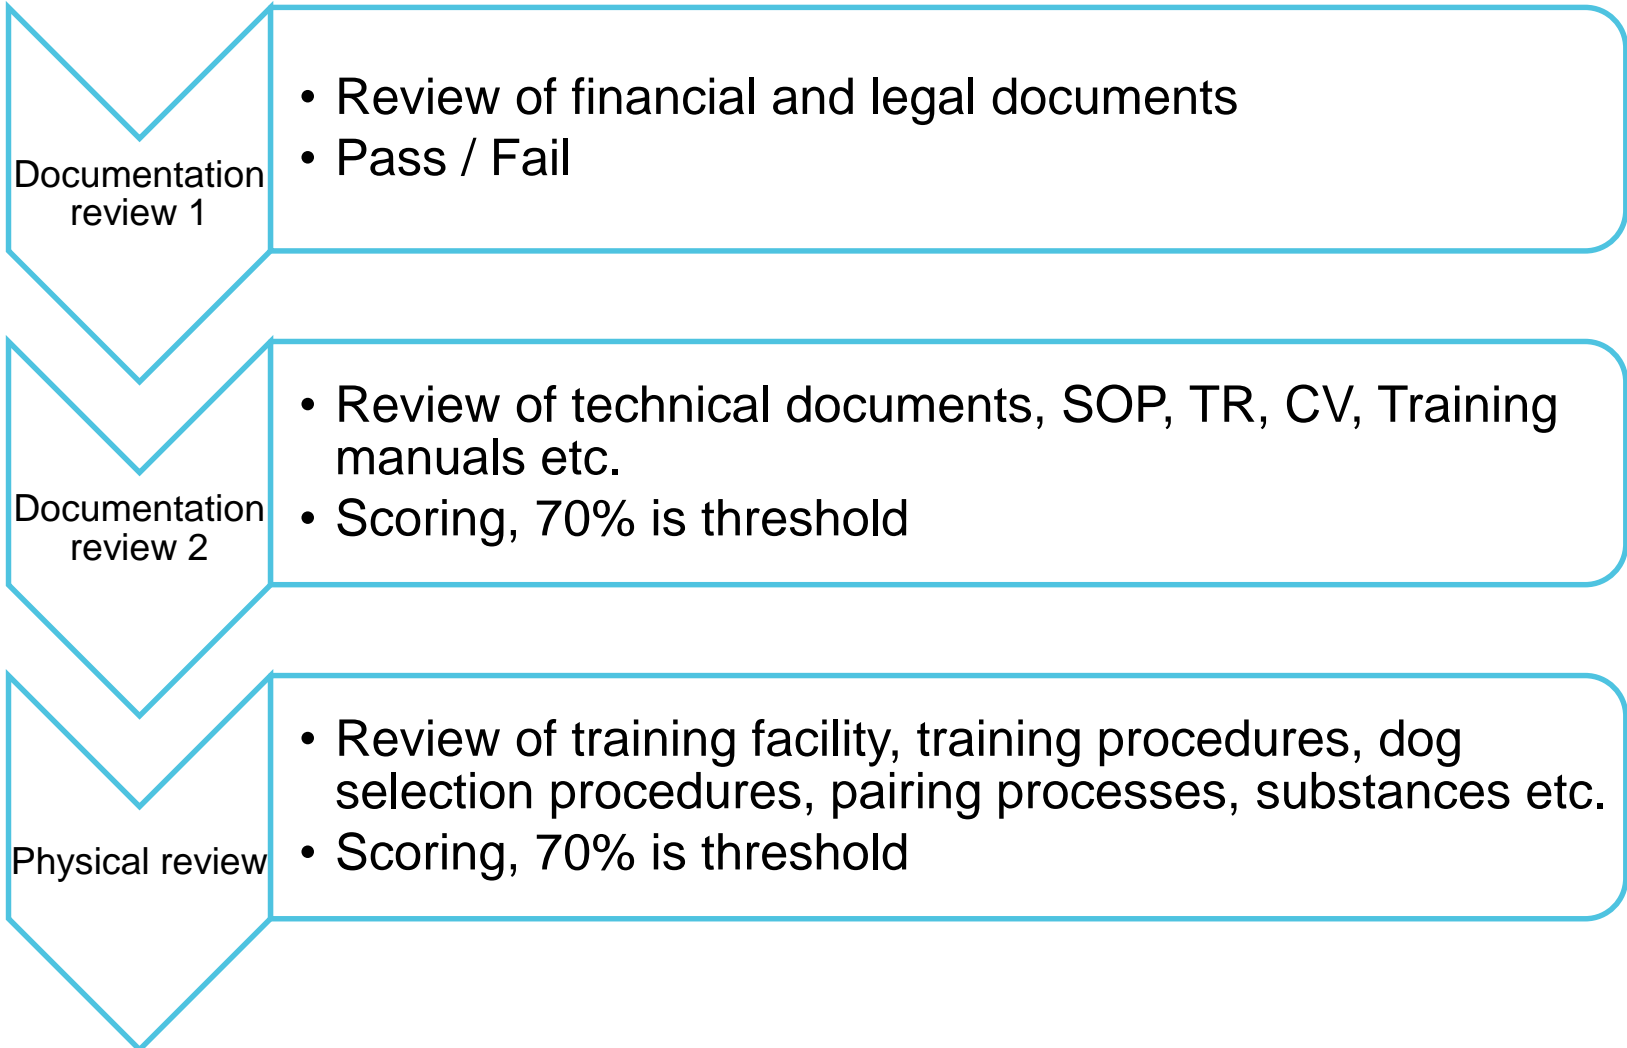 Documentation
review 1
• Review of financial and legal documents
• Pass / Fail
Documentation
review 2
• Review of technical documents, SOP, TR, CV, Training
manuals etc.
• Scoring, 70% is threshold
Physical review
• Review of training facility, training procedures, dog
selection procedures, pairing processes, substances etc.
• Scoring, 70% is threshold